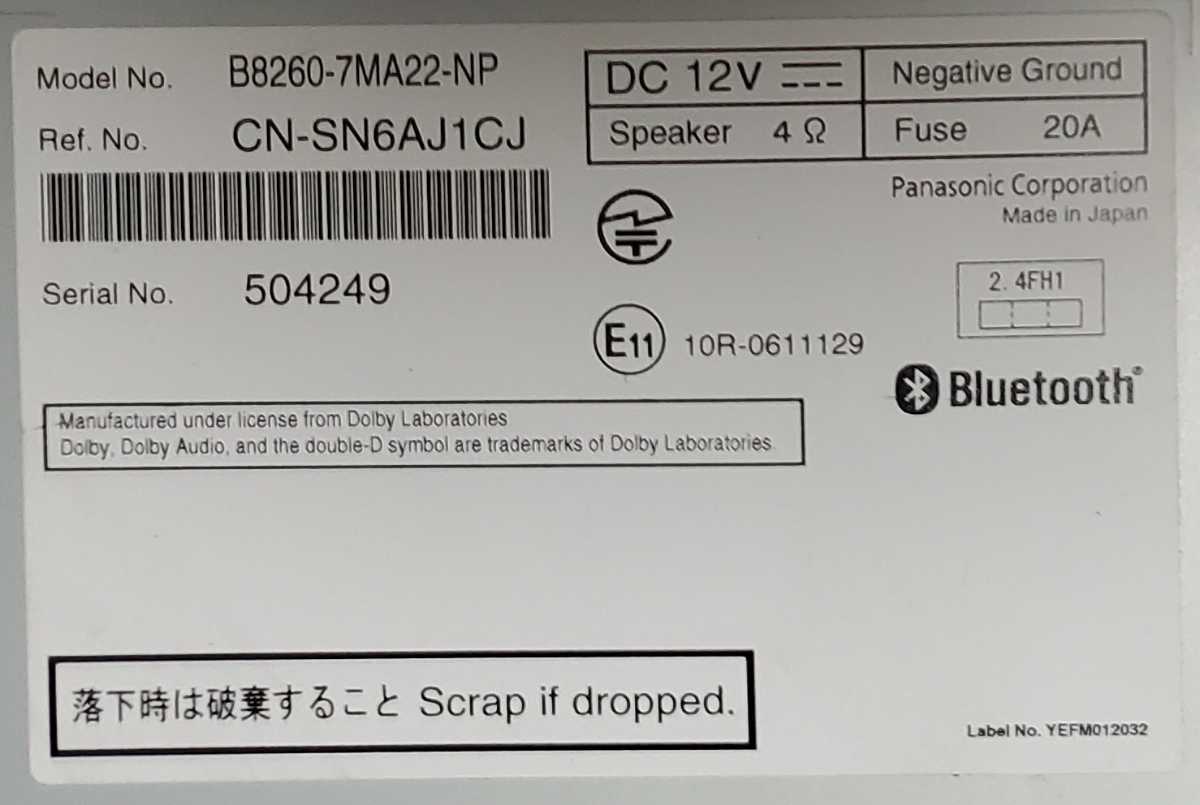 Model No. B8260-7MA22-NP
Ref. No. CN-SN6AJ1CJ
Serial No. 504249
DC 12V
Negative Ground
Speaker 4 Ω
Fuse 20A
Panasonic Corporation
Made in Japan
2.4FH1
E11 10R-0611129
Bluetooth®
Manufactured under license from Dolby Laboratories
Dolby, Dolby Audio, and the double-D symbol are trademarks of Dolby Laboratories.
落下時は破棄すること Scrap if dropped.
Label No. YEFM012032